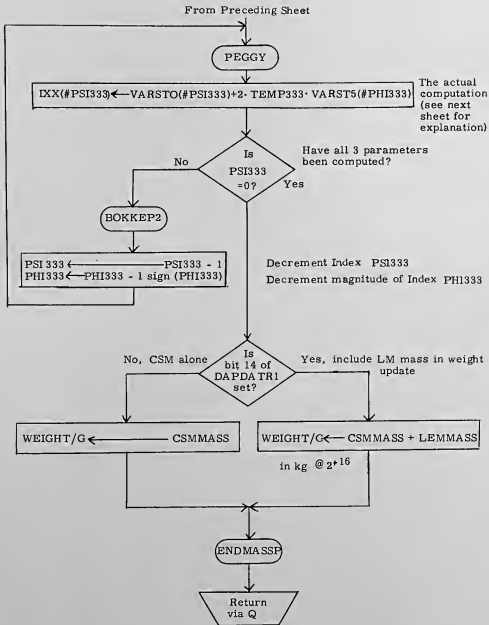 From Preceding Sheet
PEGGY
IXX(#PSI333)←VARSTO(#PSI333)+2· TEMP333· VARST5(#PHI333)
The actual
computation
(see next
sheet for
explanation)
Have all 3 parameters
been computed?
Is
PSI333
=0?
No
Yes
BOKKEP2
PSI 333 ← PSI333 - 1
PHI333 ← PHI333 - 1 sign (PHI333)
Decrement Index PSI333
Decrement magnitude of Index PHI333
No, CSM alone
Is
bit 14 of
DAPDATR1
set?
Yes, include LM mass in weight
update
WEIGHT/G ← CSMMASS
WEIGHT/G ← CSMMASS + LEMMASS
in kg @ 2+16
ENDMASSP
Return
via Q